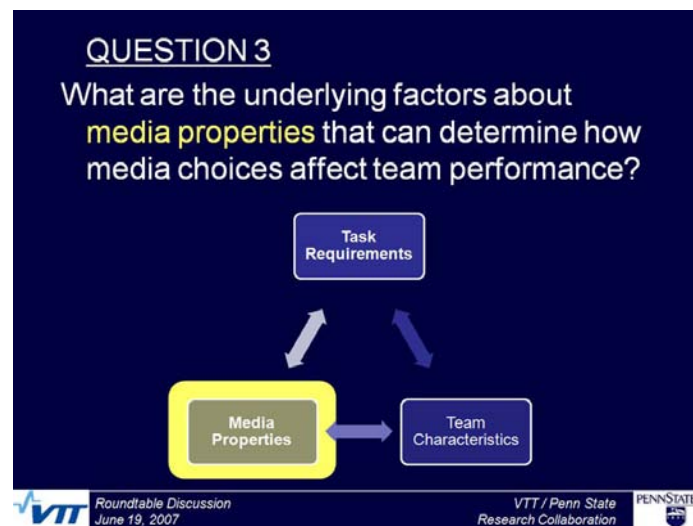 QUESTION 3
What are the underlying factors about
media properties that can determine how
media choices affect team performance?
Task
Requirements
Media
Properties
Team
Characteristics
VTT
Roundtable Discussion
June 19, 2007
VTT / Penn State
Research Collaboration
PENNSTATE